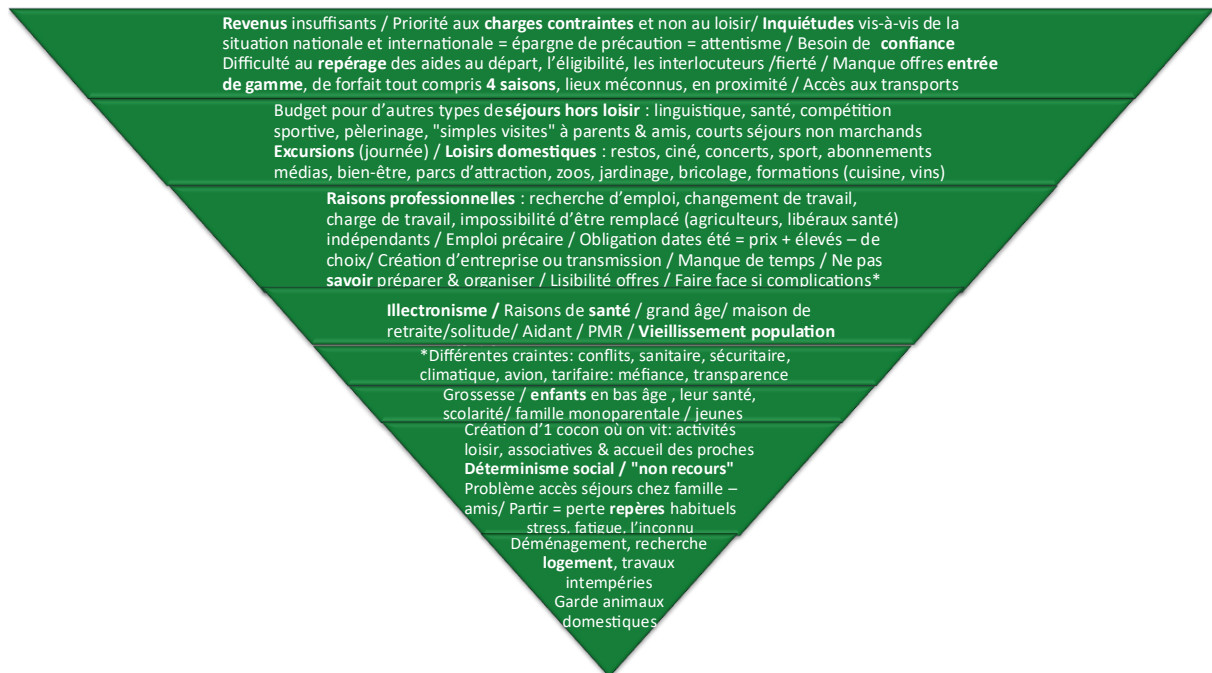 Revenus insuffisants / Priorité aux charges contraintes et non au loisir/ Inquiétudes vis-à-vis de la
situation nationale et internationale = épargne de précaution = attentisme / Besoin de confiance
Difficulté au repérage des aides au départ, l'éligibilité, les interlocuteurs /fierté / Manque offres entrée
de gamme, de forfait tout compris 4 saisons, lieux méconnus, en proximité / Accès aux transports
Budget pour d'autres types de séjours hors loisir : linguistique, santé, compétition
sportive, pèlerinage, "simples visites" à parents & amis, courts séjours non marchands
Excursions (journée) / Loisirs domestiques : restos, ciné, concerts, sport, abonnements
médias, bien-être, parcs d'attraction, zoos, jardinage, bricolage, formations (cuisine, vins)
Raisons professionnelles : recherche d'emploi, changement de travail,
charge de travail, impossibilité d'être remplacé (agriculteurs, libéraux santé)
indépendants / Emploi précaire / Obligation dates été = prix + élevés – de
choix/ Création d'entreprise ou transmission / Manque de temps / Ne pas
savoir préparer & organiser / Lisibilité offres / Faire face si complications*
Illectronisme / Raisons de santé / grand âge/ maison de
retraite/solitude/ Aidant / PMR / Vieillissement population
*Différentes craintes: conflits, sanitaire, sécuritaire,
climatique, avion, tarifaire: méfiance, transparence
Grossesse / enfants en bas âge , leur santé,
scolarité/ famille monoparentale / jeunes
Création d'1 cocon où on vit: activités
loisir, associatives & accueil des proches
Déterminisme social / "non recours"
Problème accès séjours chez famille –
amis/ Partir = perte repères habituels
stress, fatigue, l'inconnu
Déménagement, recherche
logement, travaux
intempéries
Garde animaux
domestiques